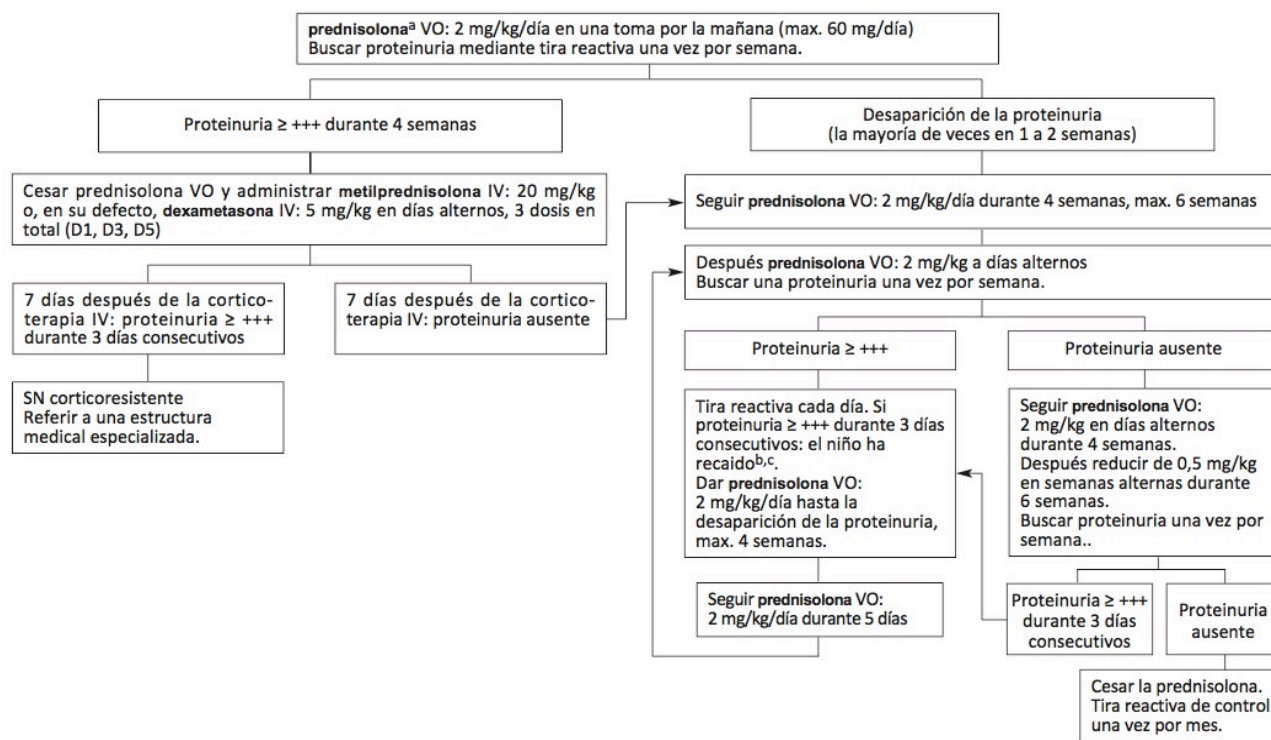 prednisolonaᵃ VO: 2 mg/kg/día en una toma por la mañana (max. 60 mg/día)
Buscar proteinuria mediante tira reactiva una vez por semana.
Proteinuria ≥ +++ durante 4 semanas
Desaparición de la proteinuria
(la mayoría de veces en 1 a 2 semanas)
Cesar prednisolona VO y administrar metilprednisolona IV: 20 mg/kg
o, en su defecto, dexametasona IV: 5 mg/kg en días alternos, 3 dosis en
total (D1, D3, D5)
Seguir prednisolona VO: 2 mg/kg/día durante 4 semanas, max. 6 semanas
Después prednisolona VO: 2 mg/kg a días alternos
Buscar una proteinuria una vez por semana.
7 días después de la cortico-
terapia IV: proteinuria ≥ +++
durante 3 días consecutivos
7 días después de la cortico-
terapia IV: proteinuria ausente
SN corticoresistente
Referir a una estructura
medical especializada.
Proteinuria ≥ +++
Proteinuria ausente
Tira reactiva cada día. Si
proteinuria ≥ +++ durante 3 días
consecutivos: el niño ha
recaidoᵇ,ᶜ.
Dar prednisolona VO:
2 mg/kg/día hasta la
desaparición de la proteinuria,
max. 4 semanas.
Seguir prednisolona VO:
2 mg/kg en días alternos
durante 4 semanas.
Después reducir de 0,5 mg/kg
en semanas alternas durante
6 semanas.
Buscar proteinuria una vez por
semana..
Seguir prednisolona VO:
2 mg/kg/día durante 5 días
Proteinuria ≥ +++
durante 3 días
consecutivos
Proteinuria
ausente
Cesar la prednisolona.
Tira reactiva de control
una vez por mes.